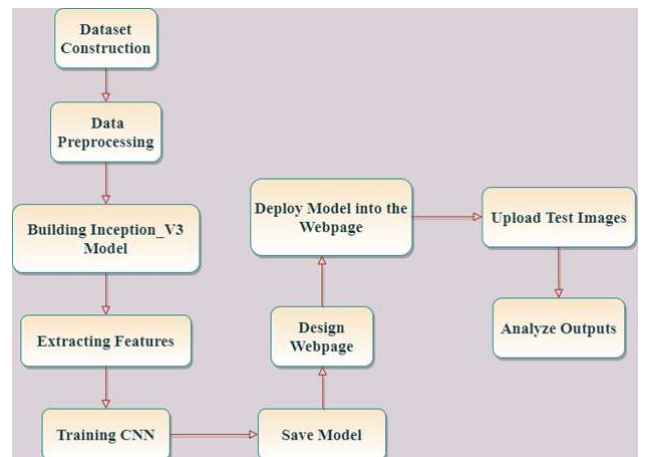 Dataset
Construction
Data
Preprocessing
Building Inception_V3
Model
Extracting Features
Training CNN
Save Model
Design
Webpage
Deploy Model into the
Webpage
Upload Test Images
Analyze Outputs